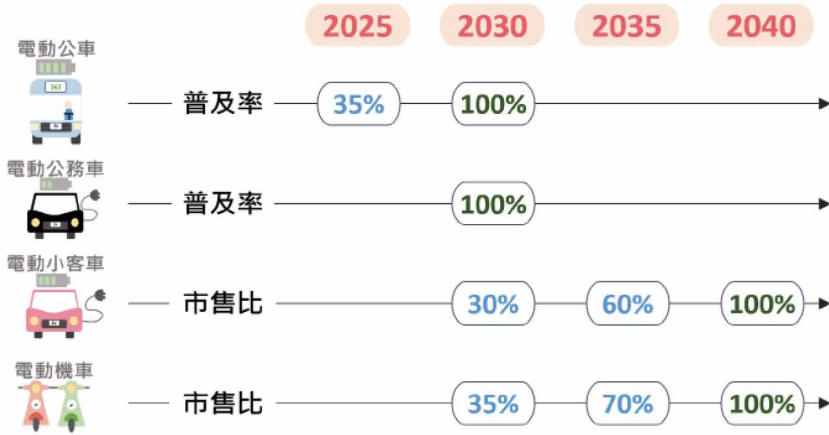 2025 2030 2035 2040
電動公車
普及率 35% 100%
電動公務車
普及率 100%
電動小客車
市售比 30% 60% 100%
電動機車
市售比 35% 70% 100%